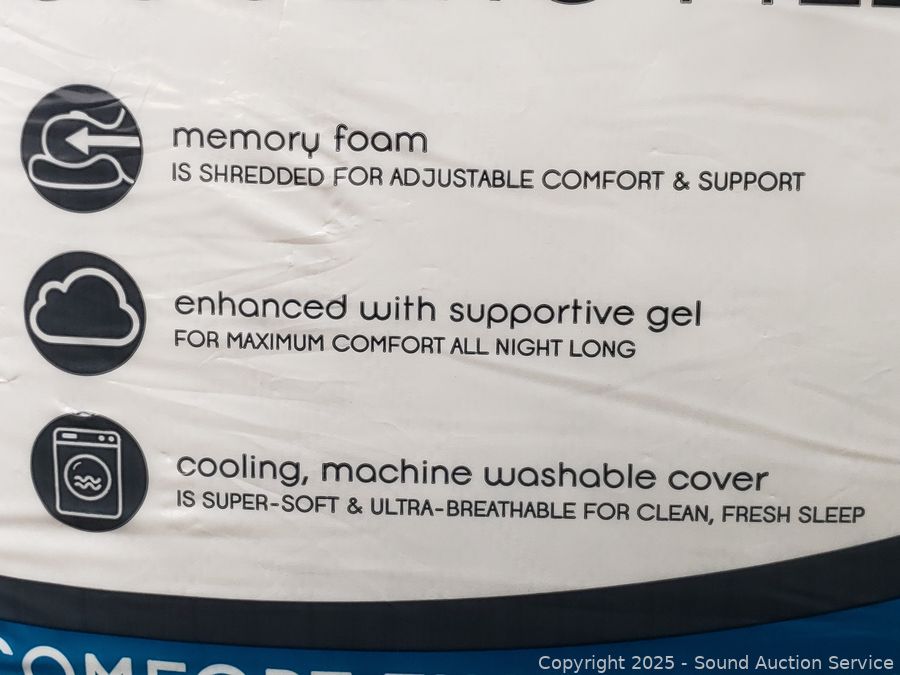 memory foam
IS SHREDDED FOR ADJUSTABLE COMFORT & SUPPORT
enhanced with supportive gel
FOR MAXIMUM COMFORT ALL NIGHT LONG
cooling, machine washable cover
IS SUPER-SOFT & ULTRA-BREATHABLE FOR CLEAN, FRESH SLEEP
Copyright 2025 - Sound Auction Service